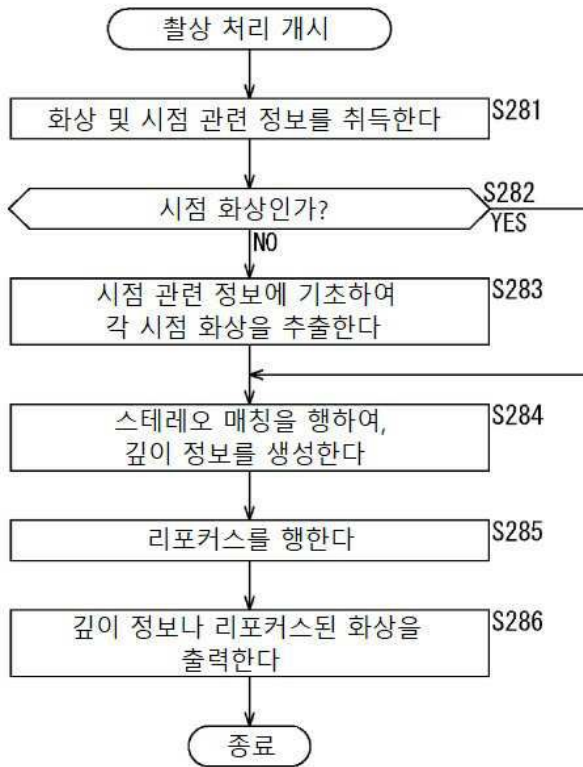 촬상 처리 개시
화상 및 시점 관련 정보를 취득한다
S281
시점 화상인가?
S282
YES
NO
시점 관련 정보에 기초하여
각 시점 화상을 추출한다
S283
스테레오 매칭을 행하여,
깊이 정보를 생성한다
S284
리포커스를 행한다
S285
깊이 정보나 리포커스된 화상을
출력한다
S286
종료